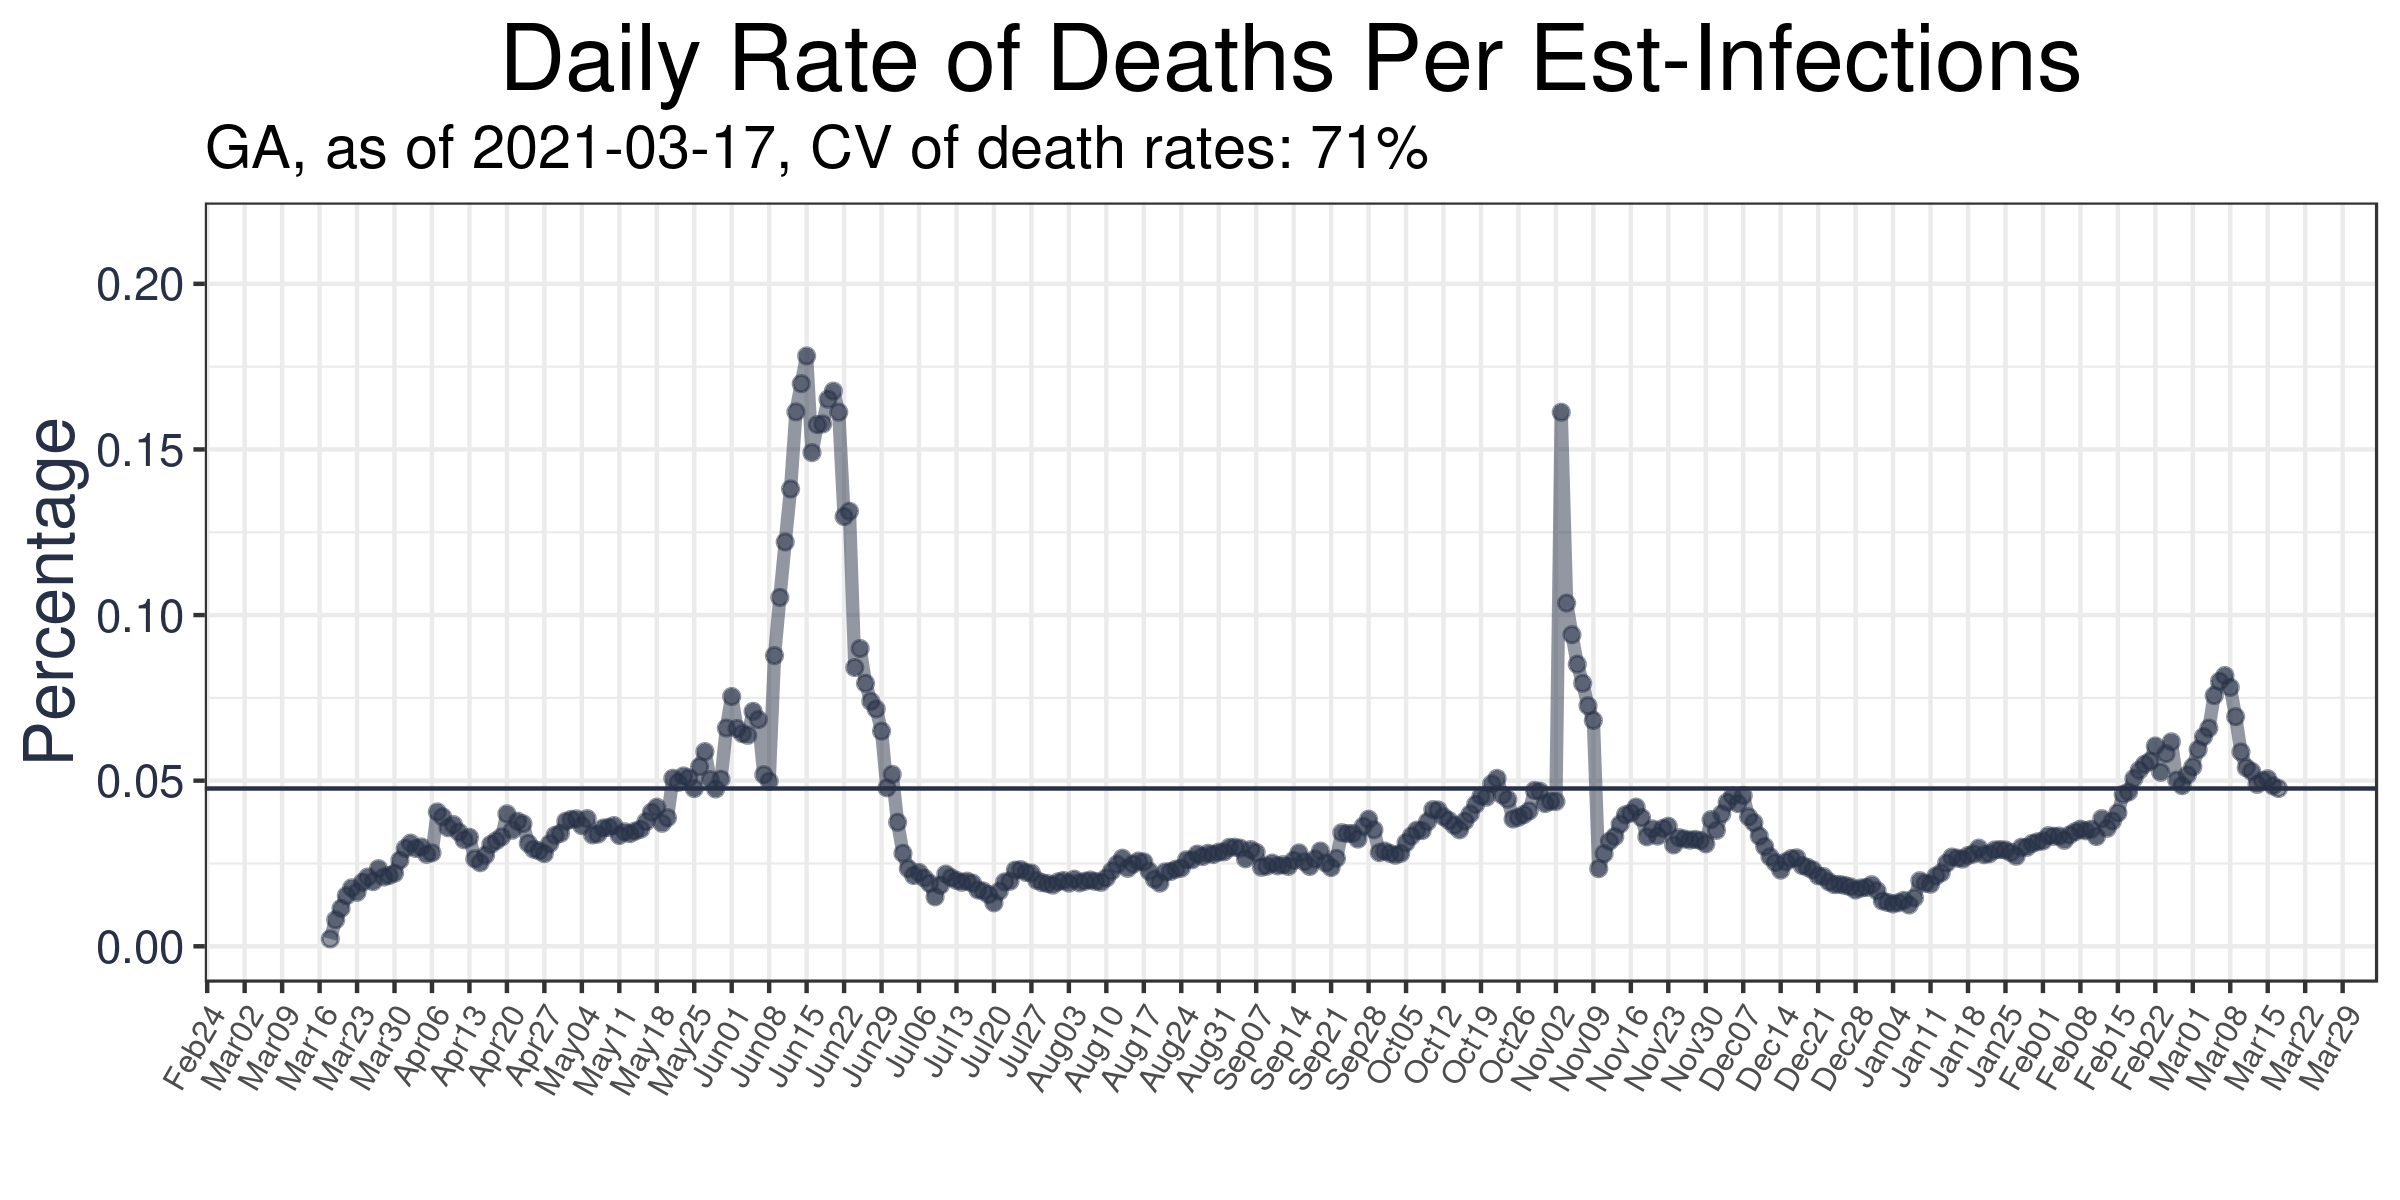 Daily Rate of Deaths Per Est-Infections
GA, as of 2021-03-17, CV of death rates: 71%
Percentage
0.20
0.15
0.10
0.05
0.00
Feb24
Mar02
Mar09
Mar16
Mar23
Mar30
Apr06
Apr13
Apr20
Apr27
May04
May11
May18
May25
Jun01
Jun08
Jun15
Jun22
Jun29
Jul06
Jul13
Jul20
Jul27
Aug03
Aug10
Aug17
Aug24
Aug31
Sep07
Sep14
Sep21
Sep28
Oct05
Oct12
Oct19
Oct26
Nov02
Nov09
Nov16
Nov23
Nov30
Dec07
Dec14
Dec21
Dec28
Jan04
Jan11
Jan18
Jan25
Feb01
Feb08
Feb15
Feb22
Mar01
Mar08
Mar15
Mar22
Mar29